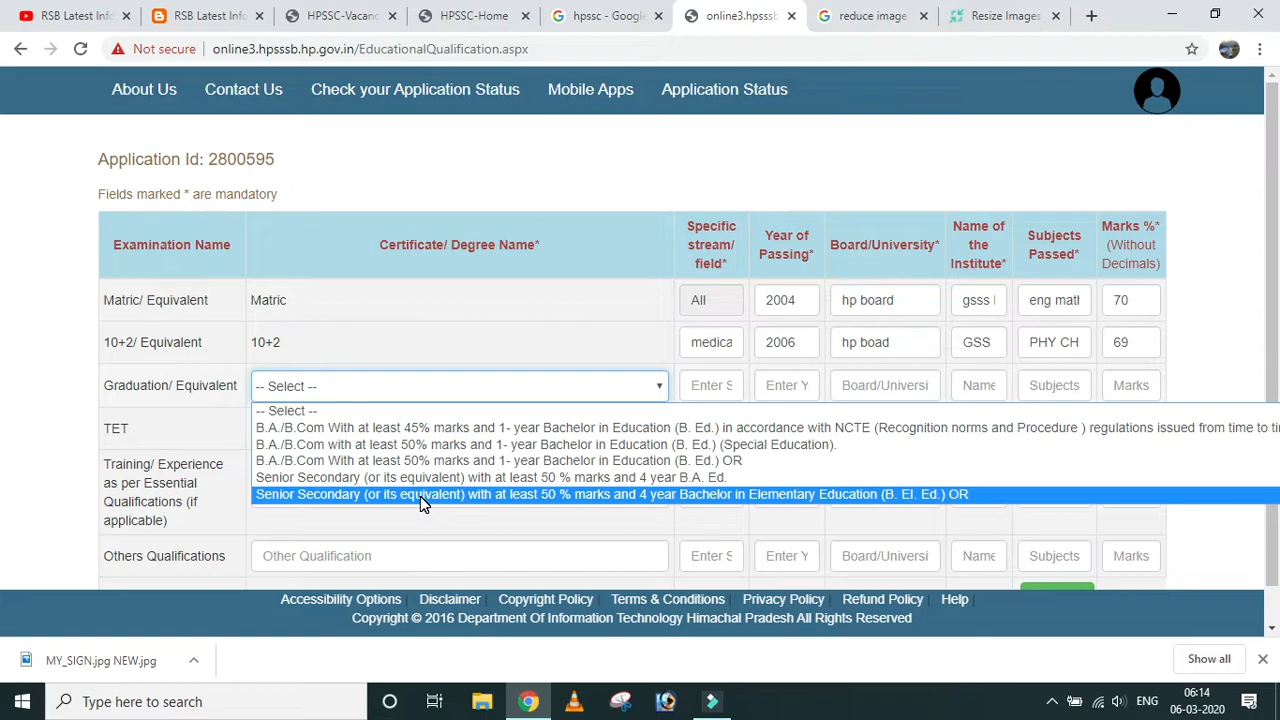 RSB Latest Info
RSB Latest Info
HPSSC-Vacanc
HPSSC-Home
hpssc - Google
online3.hpsssb
reduce image
Resize Images
Not secure
online3.hpsssb.hp.gov.in/EducationalQualification.aspx
About Us
Contact Us
Check your Application Status
Mobile Apps
Application Status
Application Id: 2800595
Fields marked * are mandatory
Examination Name
Certificate/ Degree Name*
Specific stream/ field*
Year of Passing*
Board/University*
Name of the Institute*
Subjects Passed*
Marks %* (Without Decimals)
Matric/ Equivalent
Matric
All
2004
hp board
gsss
eng matl
70
10+2/ Equivalent
10+2
medica
2006
hp boad
GSS
PHY CH
69
Graduation/ Equivalent
-- Select --
Enter S
Enter Y
Board/Universi
Name
Subjects
Marks
-- Select --
B.A./B.Com With at least 45% marks and 1- year Bachelor in Education (B. Ed.) in accordance with NCTE (Recognition norms and Procedure ) regulations issued from time to ti
B.A./B.Com with at least 50% marks and 1- year Bachelor in Education (B. Ed.) (Special Education).
B.A./B.Com With at least 50% marks and 1- year Bachelor in Education (B. Ed.) OR
Senior Secondary (or its equivalent) with at least 50 % marks and 4 year B.A. Ed.
Senior Secondary (or its equivalent) with at least 50 % marks and 4 year Bachelor in Elementary Education (B. EI. Ed.) OR
TET
Training/ Experience
as per Essential
Qualifications (if
applicable)
Others Qualifications
Other Qualification
Enter S
Enter Y
Board/Universi
Name
Subjects
Marks
Accessibility Options
Disclaimer
Copyright Policy
Terms & Conditions
Privacy Policy
Refund Policy
Help
Copyright © 2016 Department Of Information Technology Himachal Pradesh All Rights Reserved
MY_SIGN.jpg NEW.jpg
Show all
Type here to search
ENG
06:14
06-03-2020